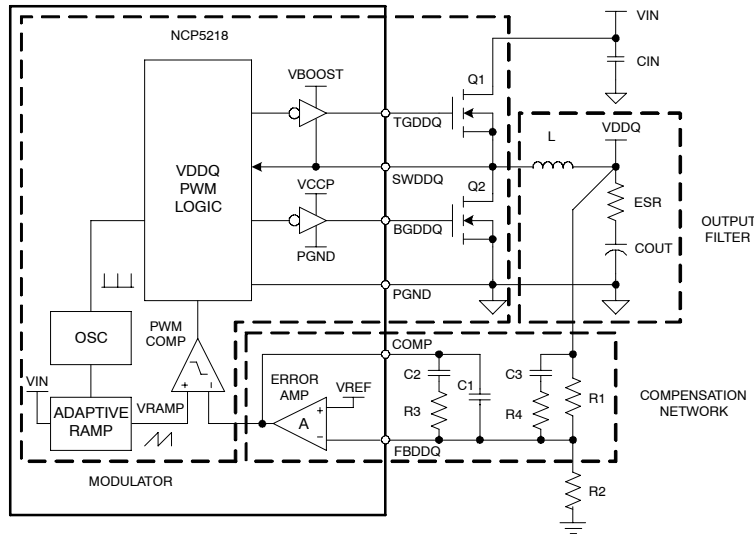 NCP5218
VIN
CIN
VBOOST
Q1
TGDDQ
VDDQ
PWM
LOGIC
SWDDQ
L
VDDQ
VCCP
Q2
ESR
BGDDQ
PGND
COUT
OUTPUT
FILTER
PGND
OSC
PWM
COMP
COMP
VIN
ERROR
AMP
VREF
C2
C1
C3
R1
COMPENSATION
NETWORK
ADAPTIVE
RAMP
VRAMP
+
–
A
+
–
R3
R4
FBDDQ
MODULATOR
R2